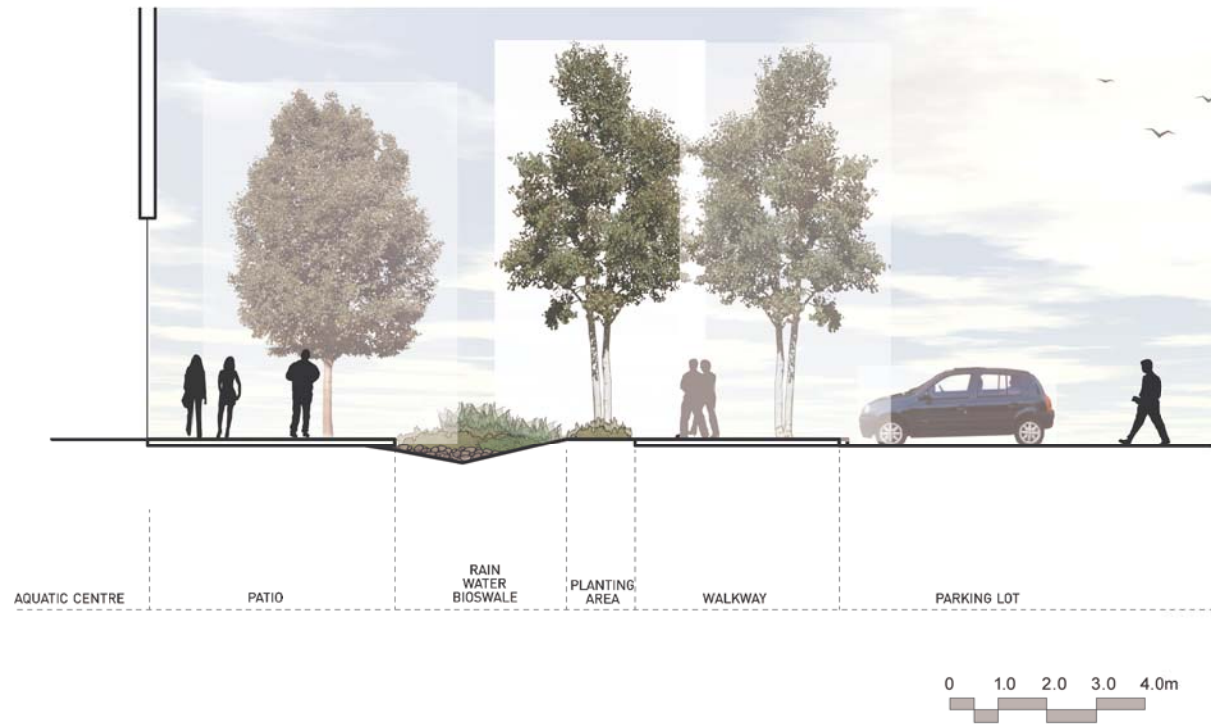 AQUATIC CENTRE
PATIO
RAIN
WATER
BIOSWALE
PLANTING
AREA
WALKWAY
PARKING LOT
0 1.0 2.0 3.0 4.0m